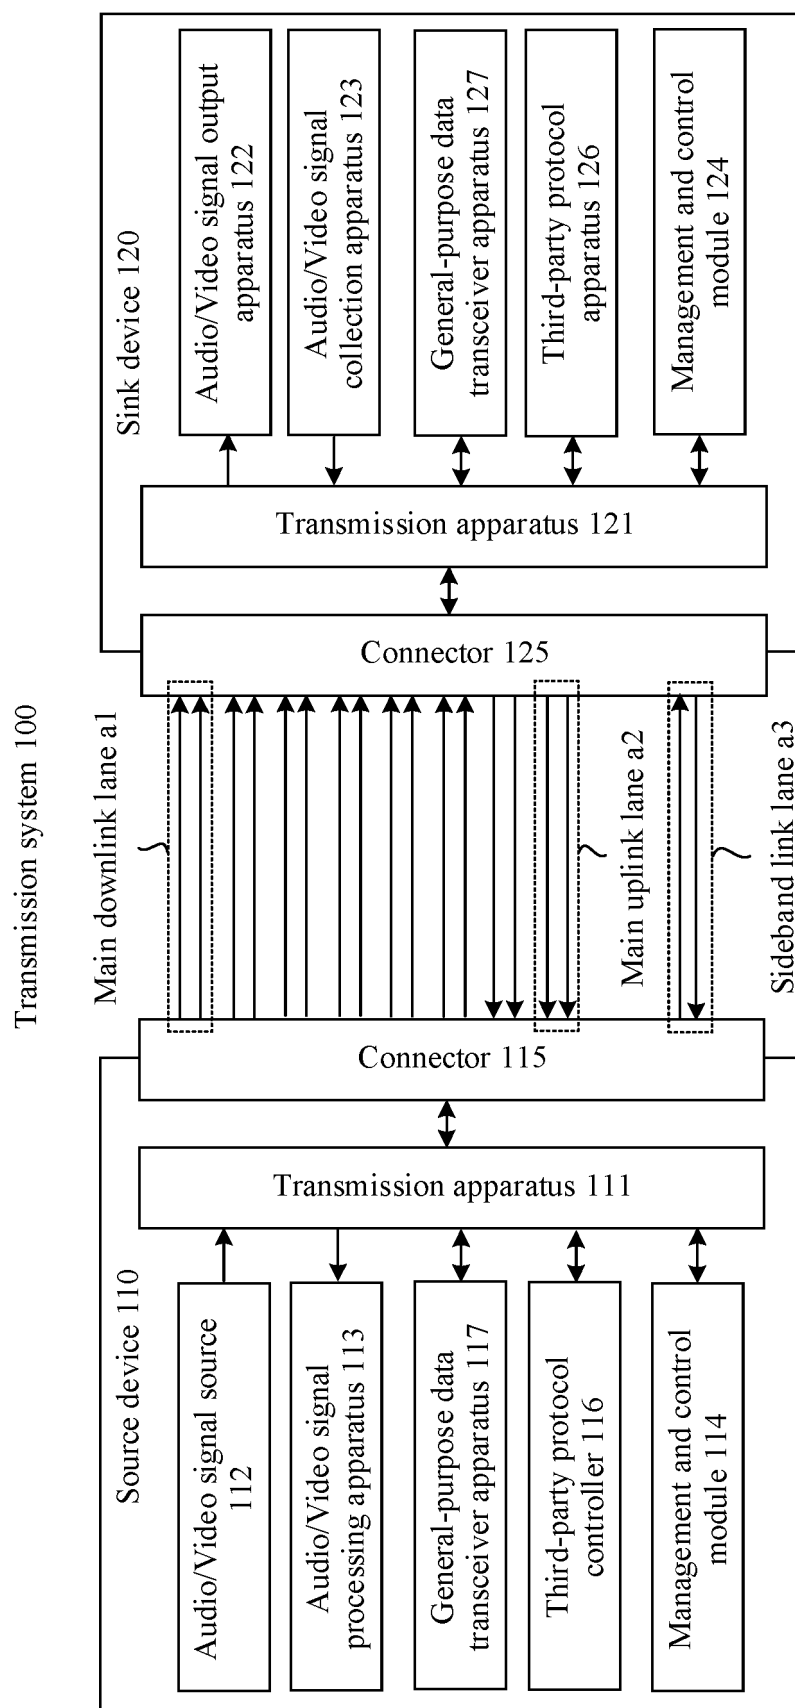 Transmission system 100
Sink device 120
Audio/Video signal output
apparatus 122
Audio/Video signal
collection apparatus 123
General-purpose data
transceiver apparatus 127
Third-party protocol
apparatus 126
Management and control
module 124
Transmission apparatus 121
Connector 125
Main downlink lane a1
Main uplink lane a2
Sideband link lane a3
Connector 115
Transmission apparatus 111
Source device 110
Audio/Video signal source
112
Audio/Video signal
processing apparatus 113
General-purpose data
transceiver apparatus 117
Third-party protocol
controller 116
Management and control
module 114